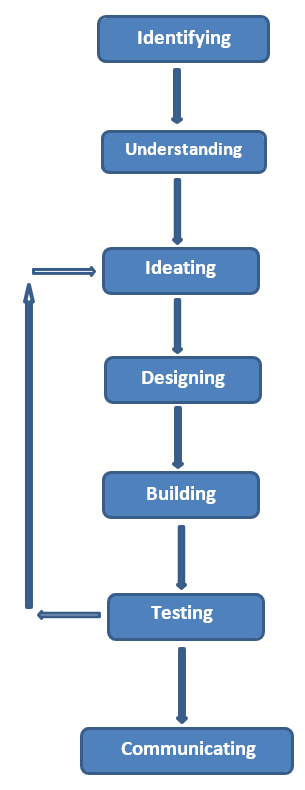 Identifying
Understanding
Ideating
Designing
Building
Testing
Communicating